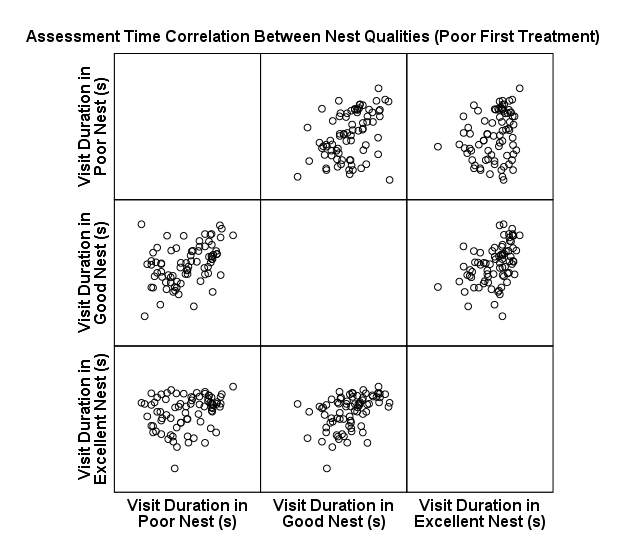 Assessment Time Correlation Between Nest Qualities (Poor First Treatment)
Visit Duration in
Poor Nest (s)
Visit Duration in
Good Nest (s)
Visit Duration in
Excellent Nest (s)
Visit Duration in
Poor Nest (s)
Visit Duration in
Good Nest (s)
Visit Duration in
Excellent Nest (s)